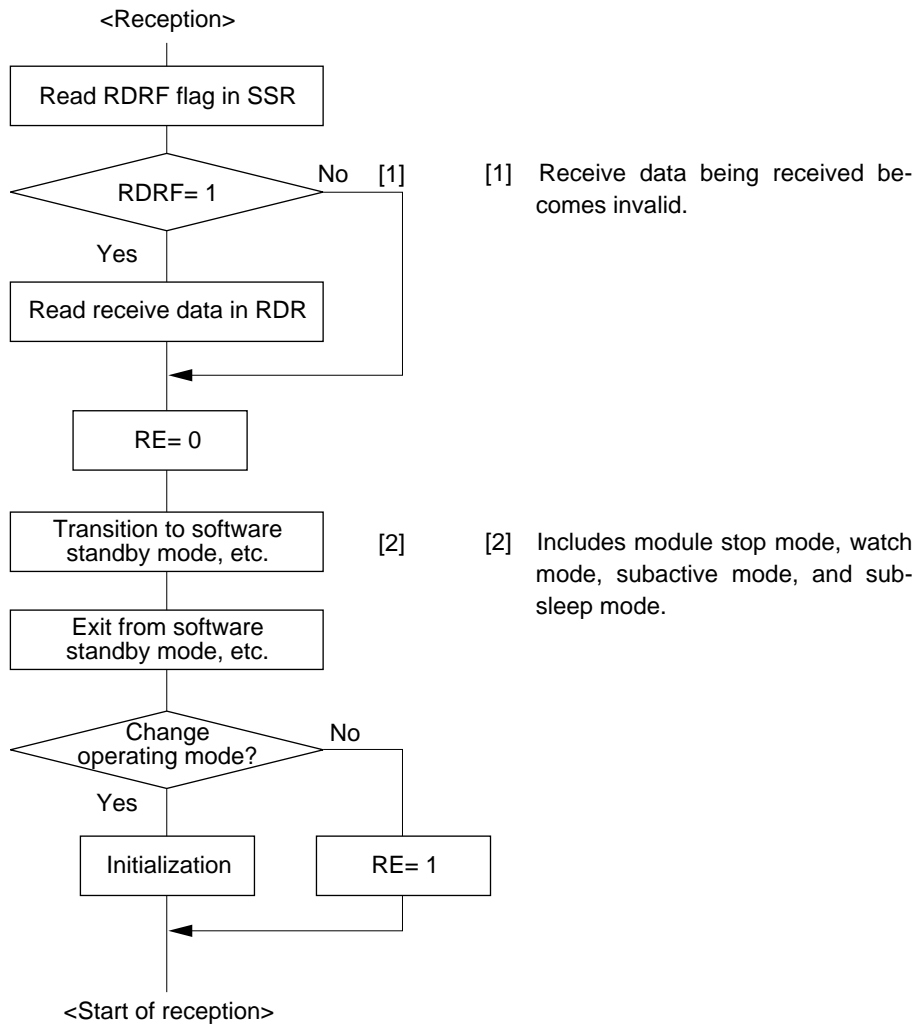 <Reception>
Read RDRF flag in SSR
RDRF= 1
No [1]
[1] Receive data being received be-
comes invalid.
Yes
Read receive data in RDR
RE= 0
Transition to software
standby mode, etc.
[2]
[2] Includes module stop mode, watch
mode, subactive mode, and sub-
sleep mode.
Exit from software
standby mode, etc.
Change
operating mode?
No
Yes
Initialization
RE= 1
<Start of reception>